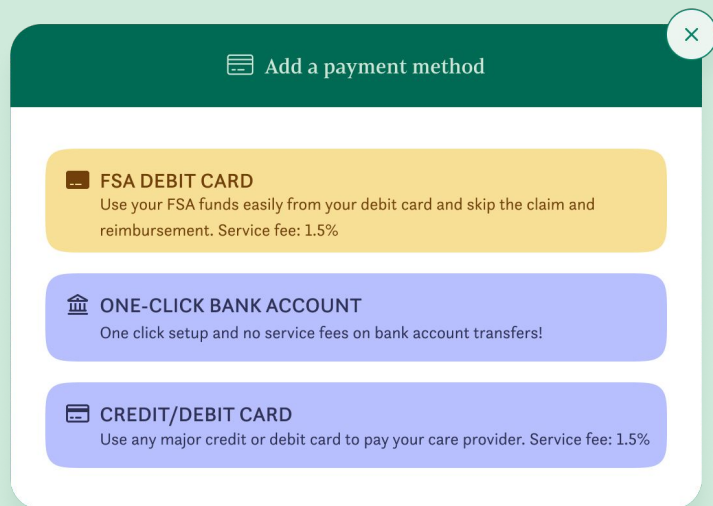 Add a payment method
FSA DEBIT CARD
Use your FSA funds easily from your debit card and skip the claim and
reimbursement. Service fee: 1.5%
ONE-CLICK BANK ACCOUNT
One click setup and no service fees on bank account transfers!
CREDIT/DEBIT CARD
Use any major credit or debit card to pay your care provider. Service fee: 1.5%